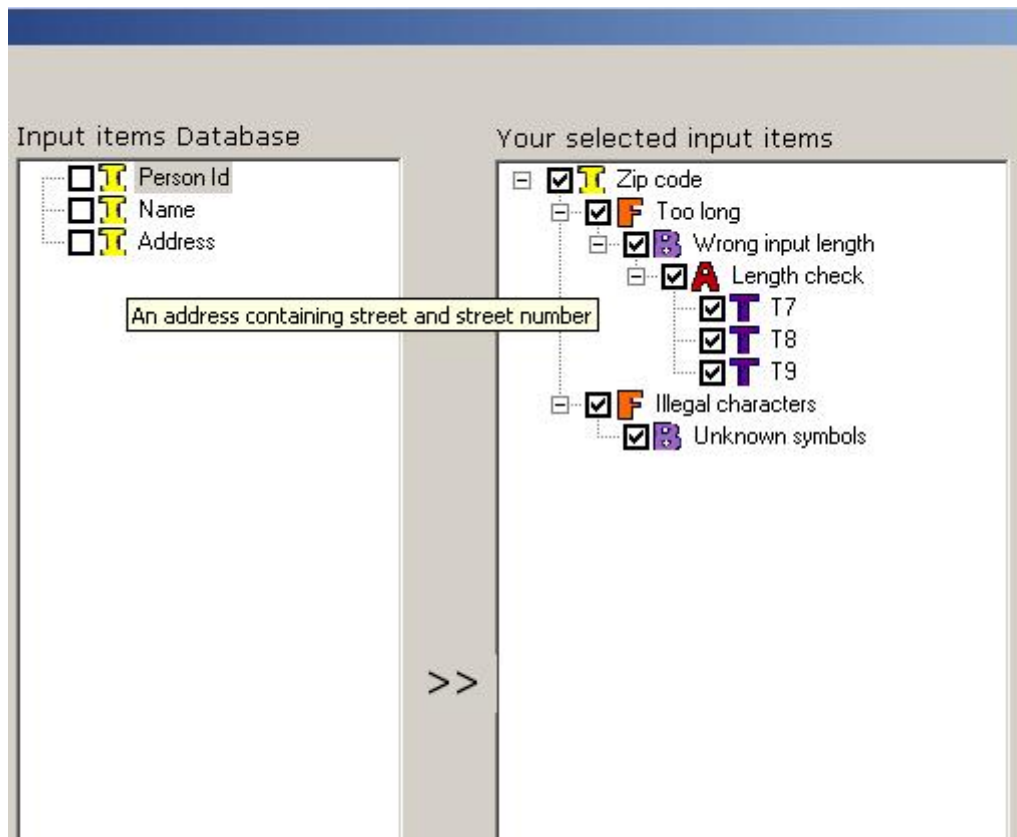 Input items Database
Person Id
Name
Address
An address containing street and street number
>>
Your selected input items
Zip code
F Too long
B Wrong input length
A Length check
T T7
T T8
T T9
F Illegal characters
B Unknown symbols